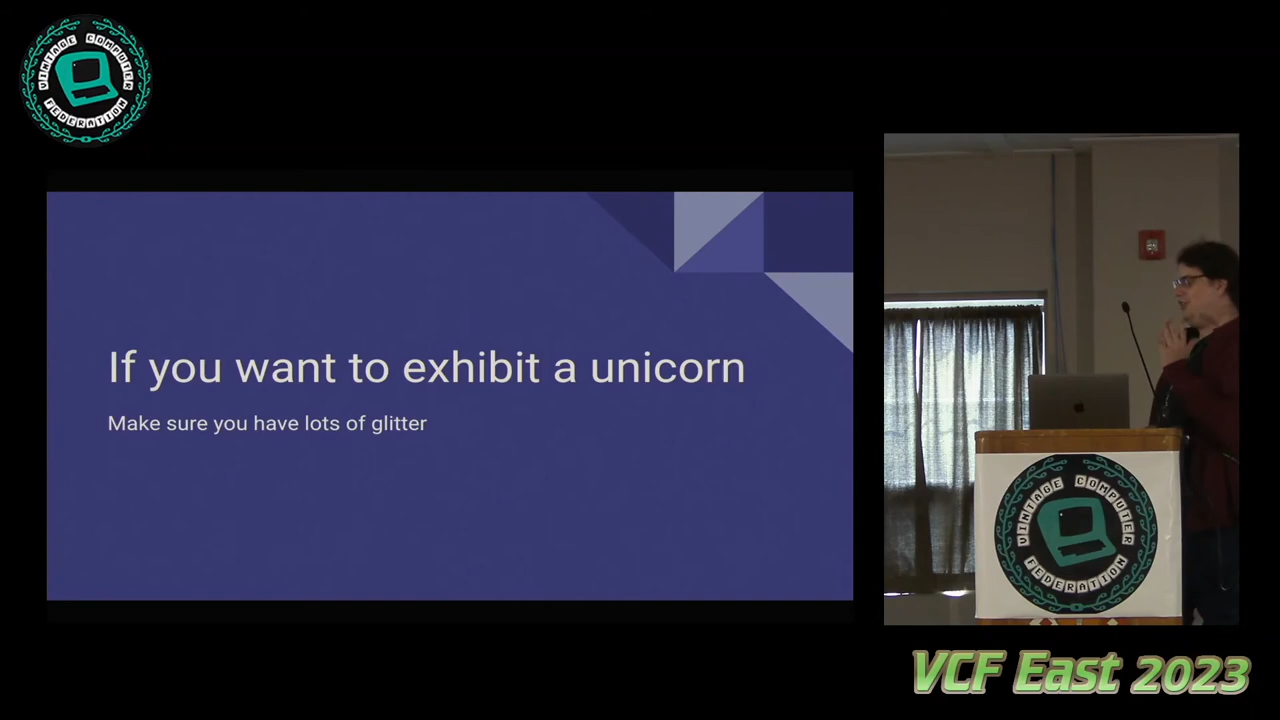 VINTAGE COMPUTER
FEDERATION
If you want to exhibit a unicorn
Make sure you have lots of glitter
VINTAGE COMPUTER
FEDERATION
VCF East 2023